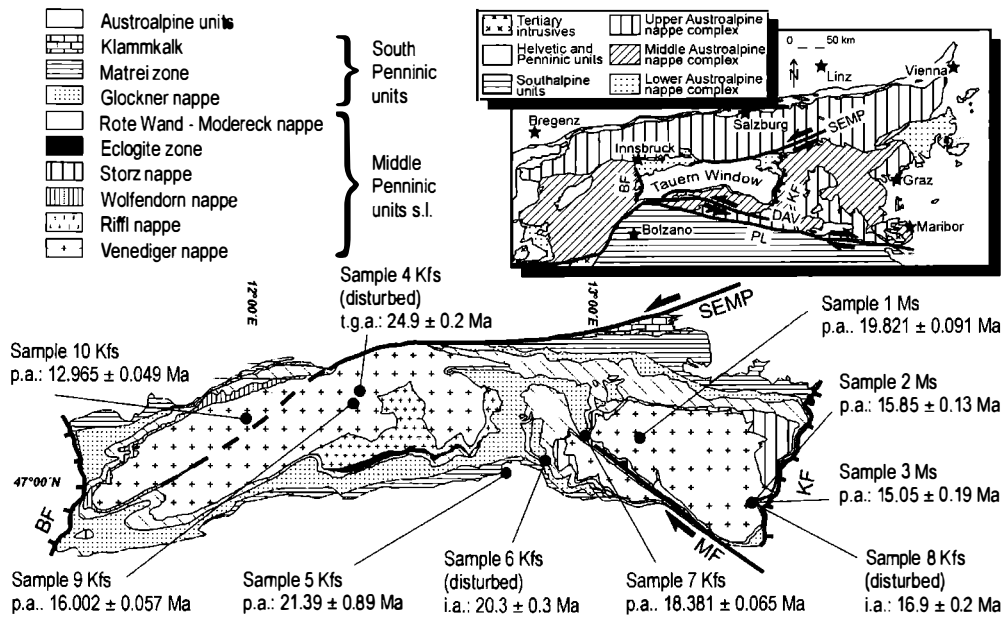 Austroalpine units
Klammkalk
Matrei zone
Glockner nappe
Rote Wand - Modereck nappe
Eclogite zone
Storz nappe
Wolfendorn nappe
Riffl nappe
Venediger nappe
South
Penninic
units
Middle
Penninic
units s.l.
Tertiary
intrusives
Helvetic and
Penninic units
Southalpine
units
Upper Austroalpine
nappe complex
Middle Austroalpine
nappe complex
Lower Austroalpine
nappe complex
0 50 km
N
Linz
Vienna
Bregenz
Salzburg
SEMP
Innsbruck
BF
Tauern Window
KF
Graz
DAV
Bolzano
PL
Maribor
12°00'E
13°00'E
SEMP
Sample 4 Kfs
(disturbed)
t.g.a.: 24.9 ± 0.2 Ma
Sample 1 Ms
p.a.. 19.821 ± 0.091 Ma
Sample 10 Kfs
p.a.: 12.965 ± 0.049 Ma
Sample 2 Ms
p.a.: 15.85 ± 0.13 Ma
47°00'N
Sample 3 Ms
p.a.: 15.05 ± 0.19 Ma
BF
KF
MF
Sample 9 Kfs
p.a.. 16.002 ± 0.057 Ma
Sample 5 Kfs
p.a.: 21.39 ± 0.89 Ma
Sample 6 Kfs
(disturbed)
i.a.: 20.3 ± 0.3 Ma
Sample 7 Kfs
p.a.. 18.381 ± 0.065 Ma
Sample 8 Kfs
(disturbed)
i.a.: 16.9 ± 0.2 Ma